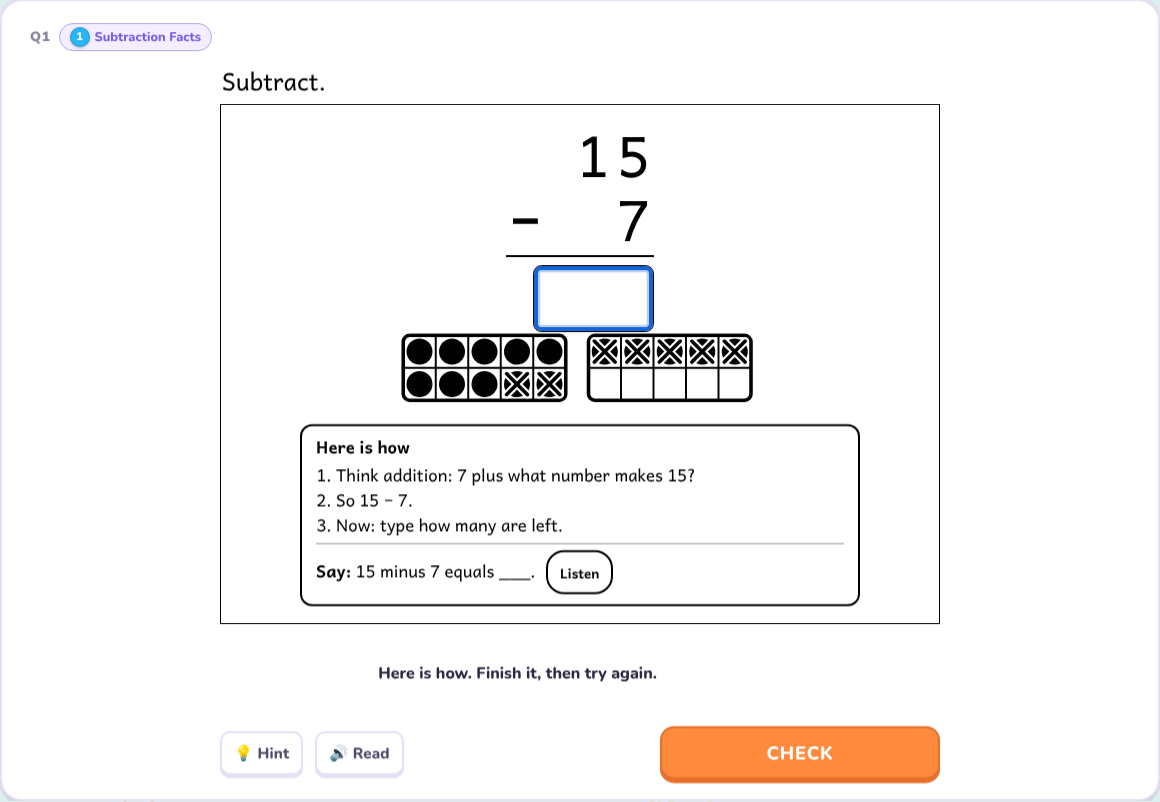 Q1 1 Subtraction Facts
Subtract.
15
− 7
Here is how
1. Think addition: 7 plus what number makes 15?
2. So 15 − 7.
3. Now: type how many are left.
Say: 15 minus 7 equals ___. Listen
Here is how. Finish it, then try again.
Hint Read CHECK